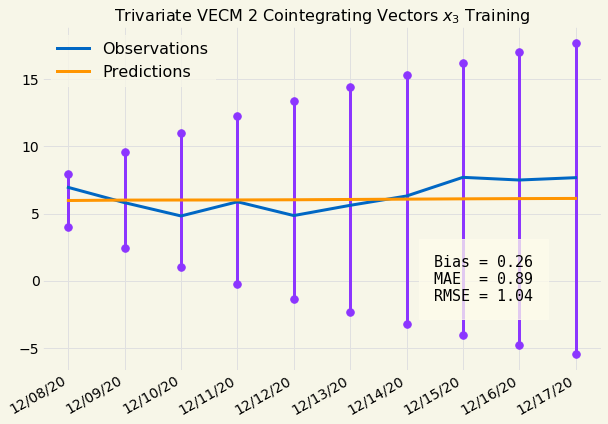 Trivariate VECM 2 Cointegrating Vectors x₃ Training
Observations
Predictions
15
10
5
0
−5
Bias = 0.26
MAE  = 0.89
RMSE = 1.04
12/08/20
12/09/20
12/10/20
12/11/20
12/12/20
12/13/20
12/14/20
12/15/20
12/16/20
12/17/20